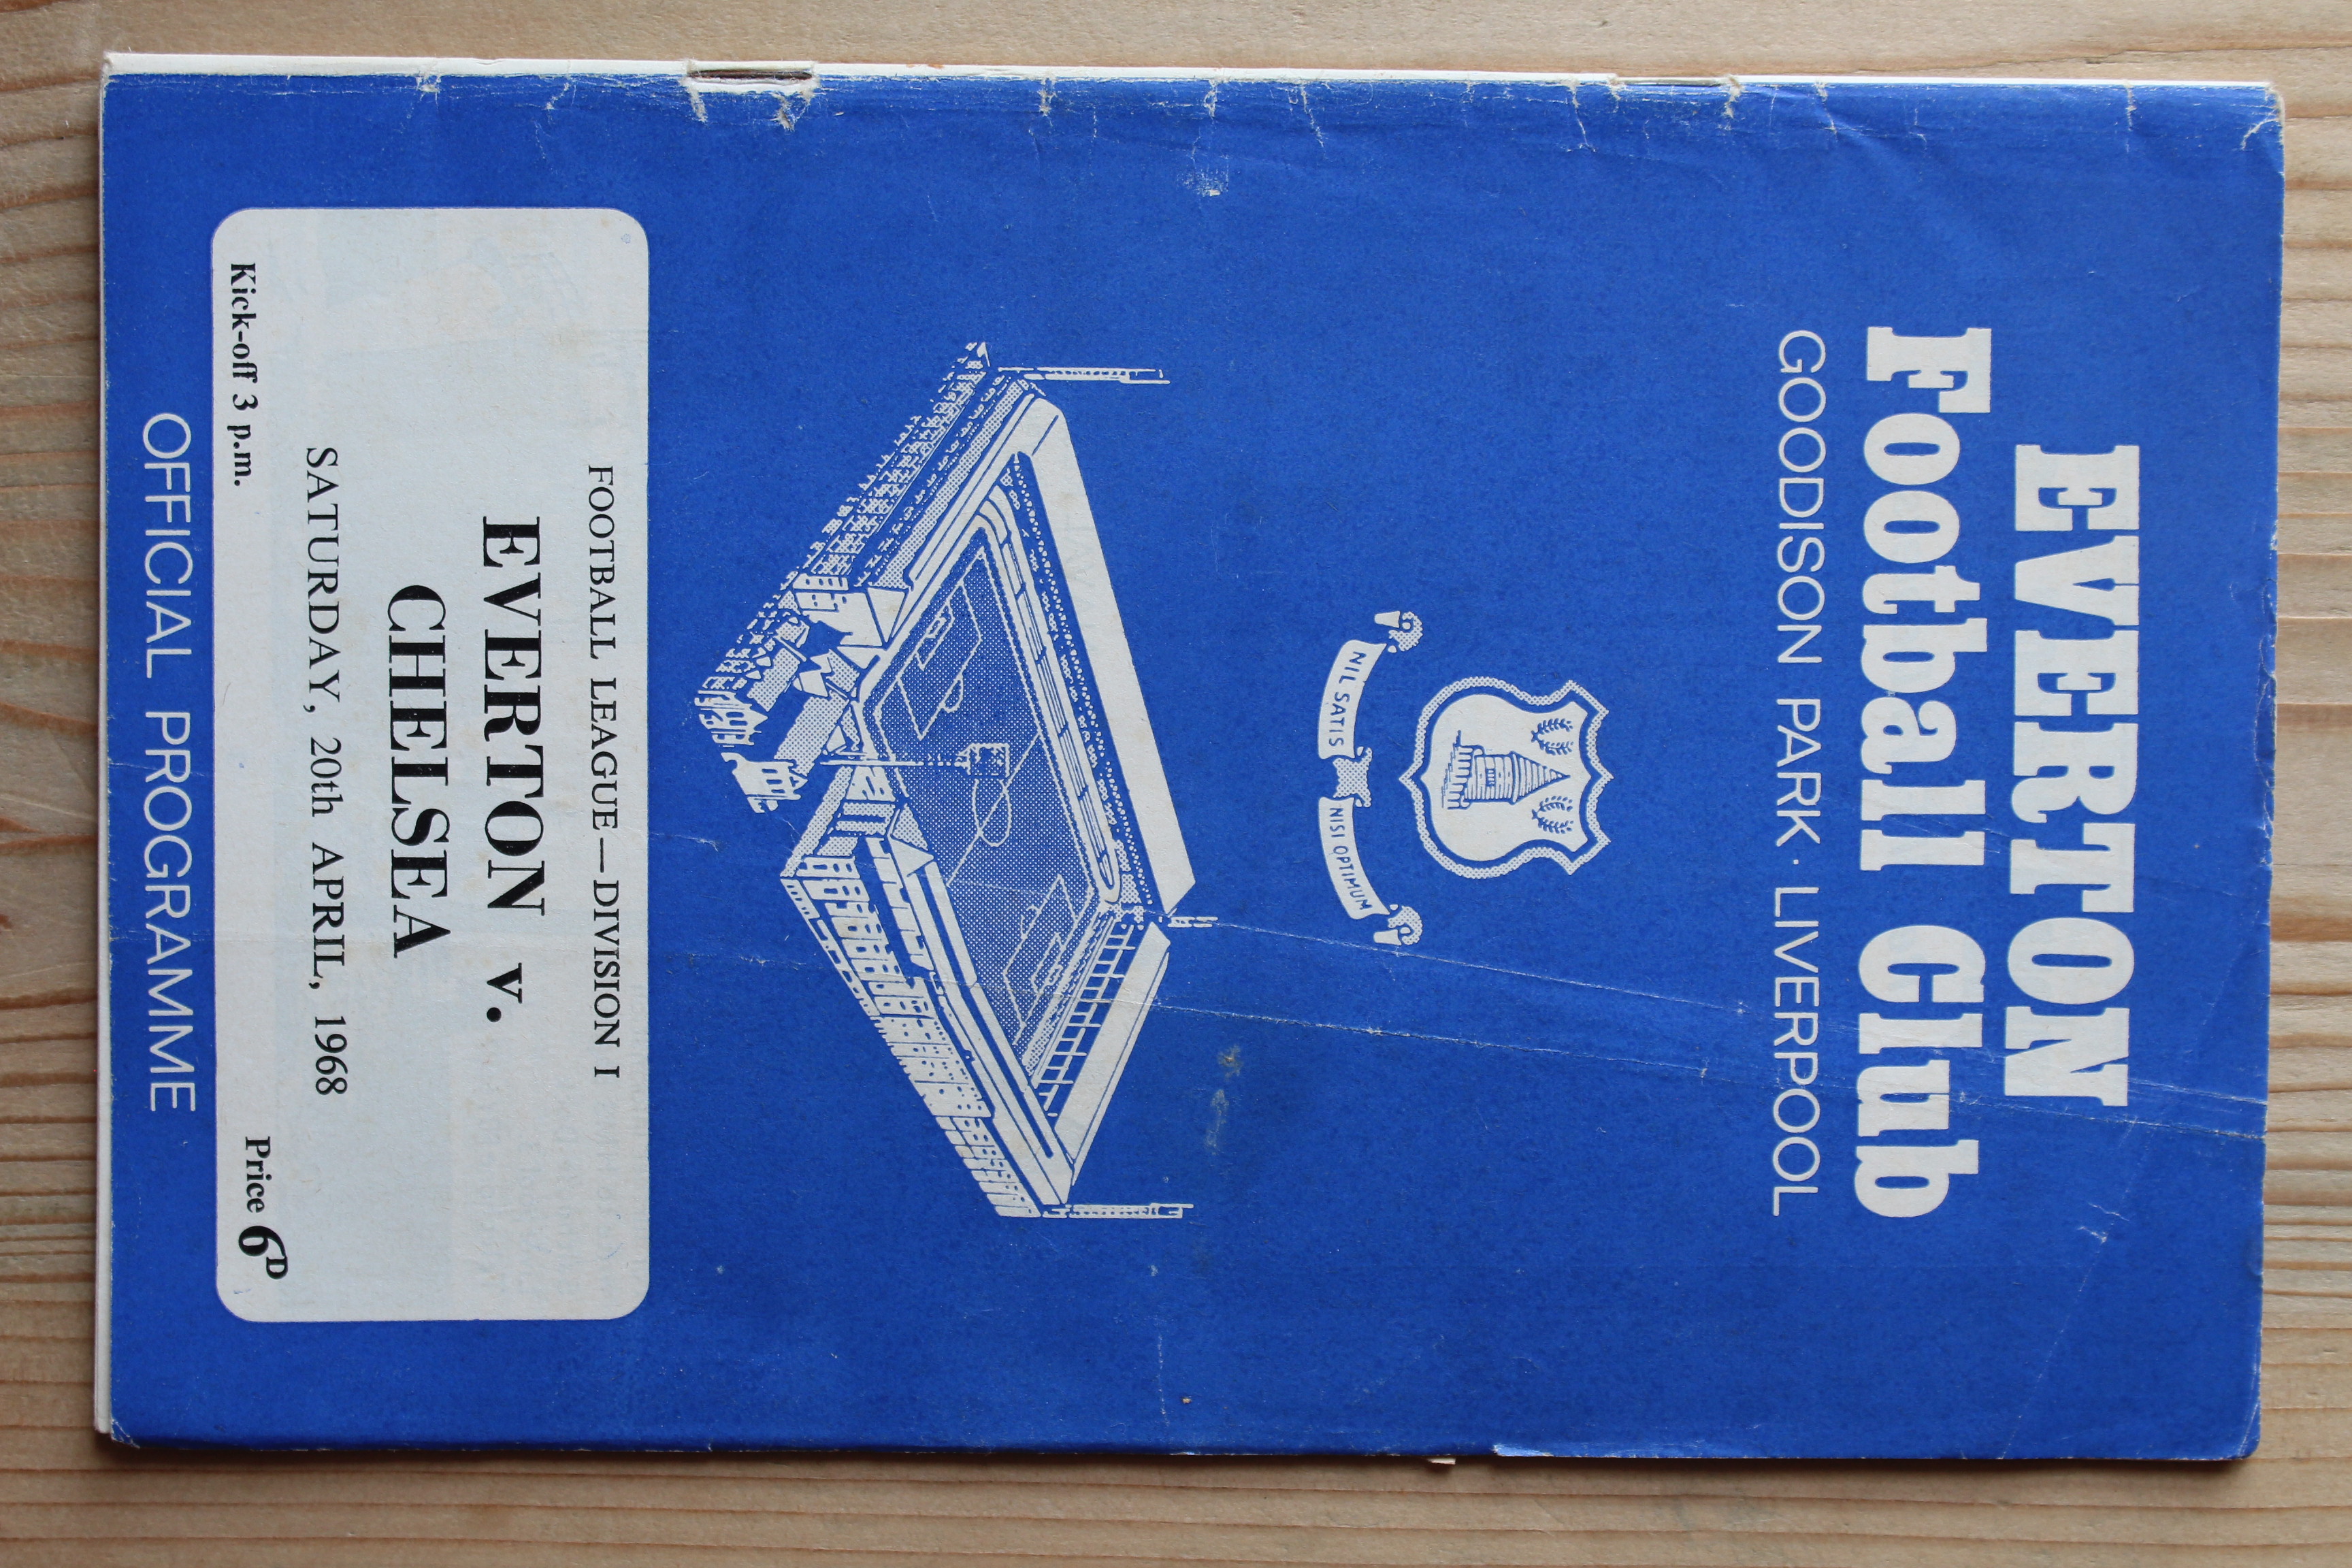 EVERTON
Football Club
GOODISON PARK · LIVERPOOL
NIL SATIS NISI OPTIMUM
FOOTBALL LEAGUE—DIVISION I
EVERTON v.
CHELSEA
SATURDAY, 20th APRIL, 1968
Kick-off 3 p.m. Price 6D
OFFICIAL PROGRAMME